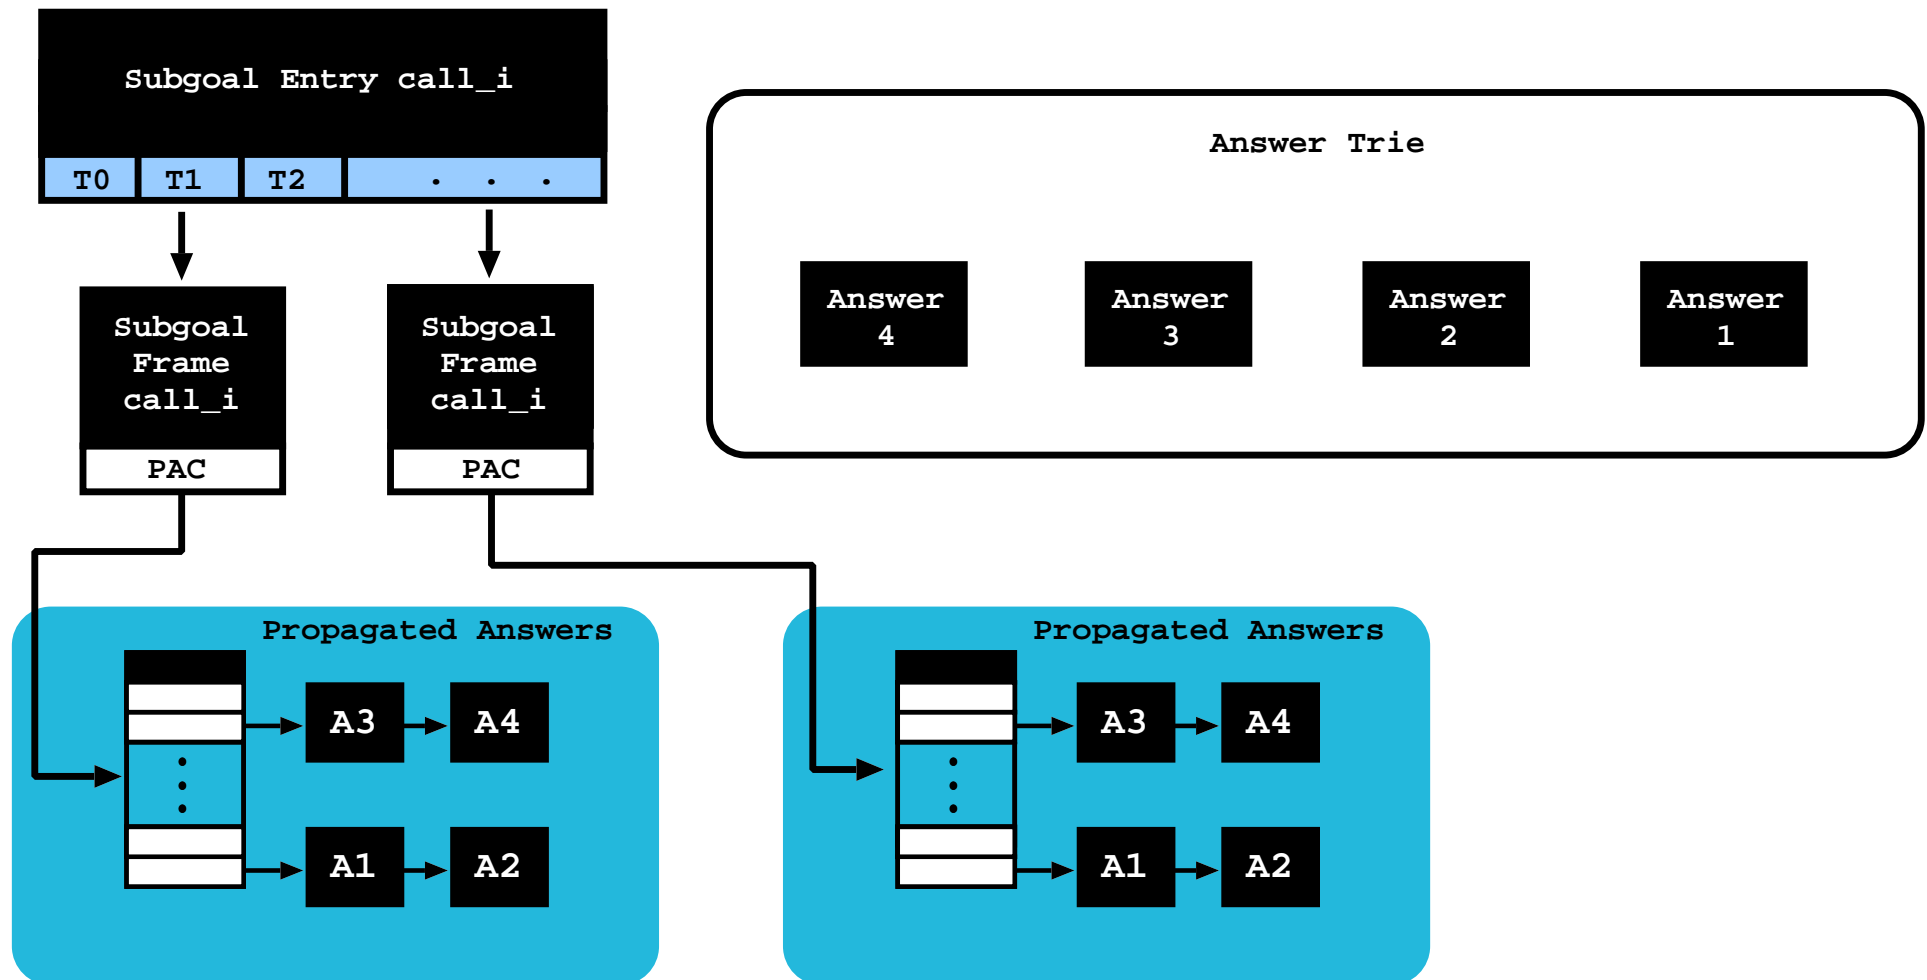 Subgoal Entry call_i
T0 T1 T2 . . .
Answer Trie
Answer 4
Answer 3
Answer 2
Answer 1
Subgoal
Frame
call_i
PAC
Subgoal
Frame
call_i
PAC
Propagated Answers
A3 A4
A1 A2
Propagated Answers
A3 A4
A1 A2